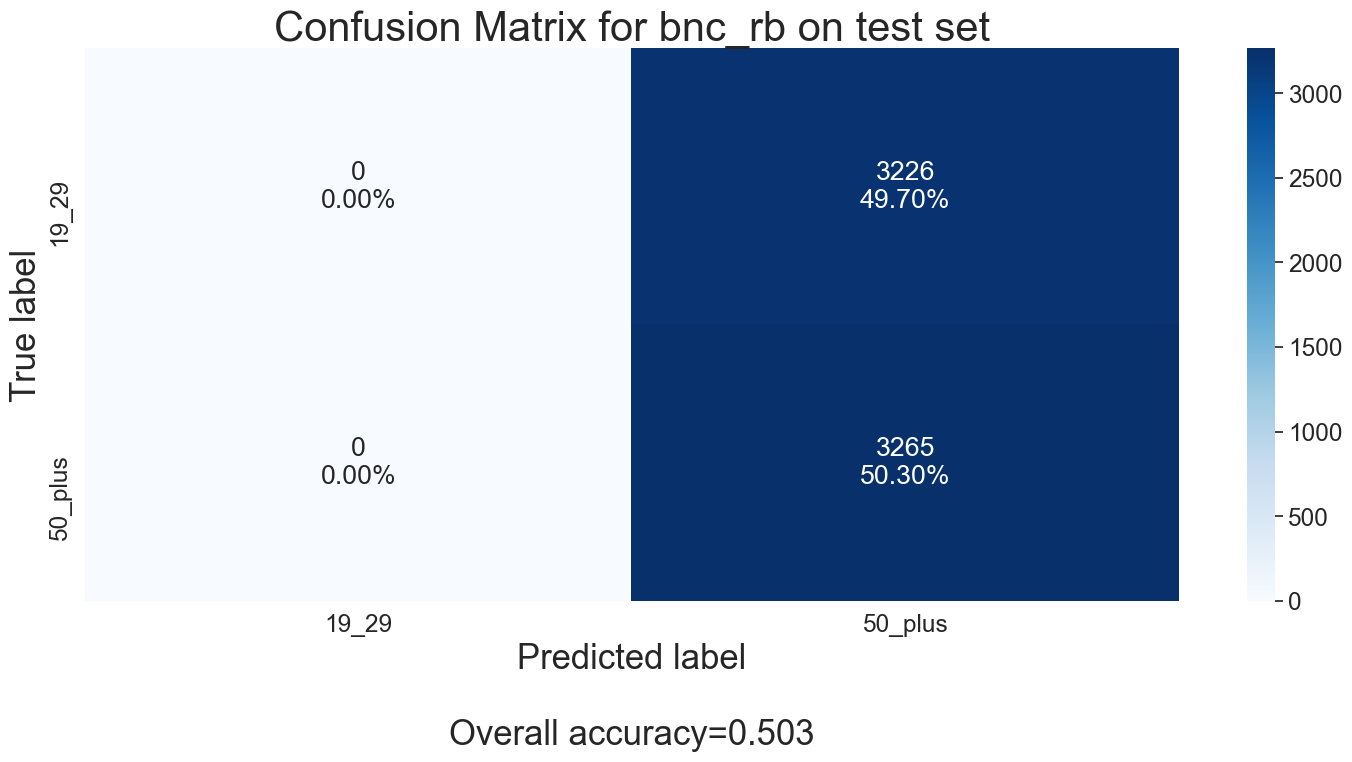 Confusion Matrix for bnc_rb on test set
True label
19_29
50_plus
0
0.00%
3226
49.70%
0
0.00%
3265
50.30%
19_29
50_plus
Predicted label
Overall accuracy=0.503
3000
2500
2000
1500
1000
500
0